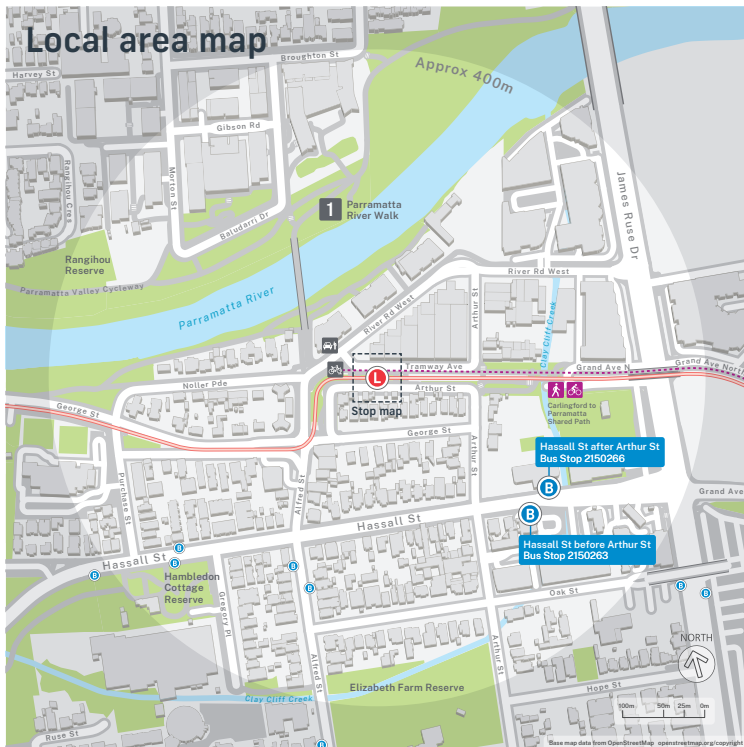 Local area map
Broughton St
Harvey St
Approx 400m
Gibson Rd
Morton St
Rangihou Cres
James Ruse Dr
1
Parramatta
River Walk
Baludarri Dr
Rangihou
Reserve
River Rd West
Parramatta Valley Cycleway
Parramatta River
River Rd West
Arthur St
Clay Cliff Creek
Tramway Ave
Grand Ave N
Grand Ave North
L
Noller Pde
Arthur St
Stop map
George St
Carlingford to
Parramatta
Shared Path
George St
Arthur St
Hassall St after Arthur St
Bus Stop 2150266
Purchase St
Alfred St
B
Grand Ave
B
Hassall St
Hassall St before Arthur St
Bus Stop 2150263
B
Hassall St
B
B
B
Hambledon
Cottage
Reserve
B
B
B
Oak St
Gregory Pl
Arthur St
NORTH
Alfred St
Elizabeth Farm Reserve
Hope St
Clay Cliff Creek
100m 50m 25m 0m
Ruse St
B
Base map data from OpenStreetMap openstreetmap.org/copyright